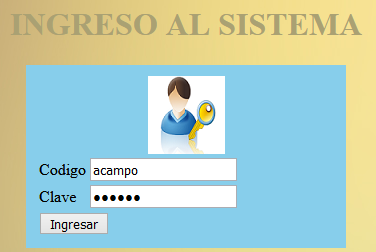 INGRESO AL SISTEMA
Codigo acampo
Clave ••••••
Ingresar